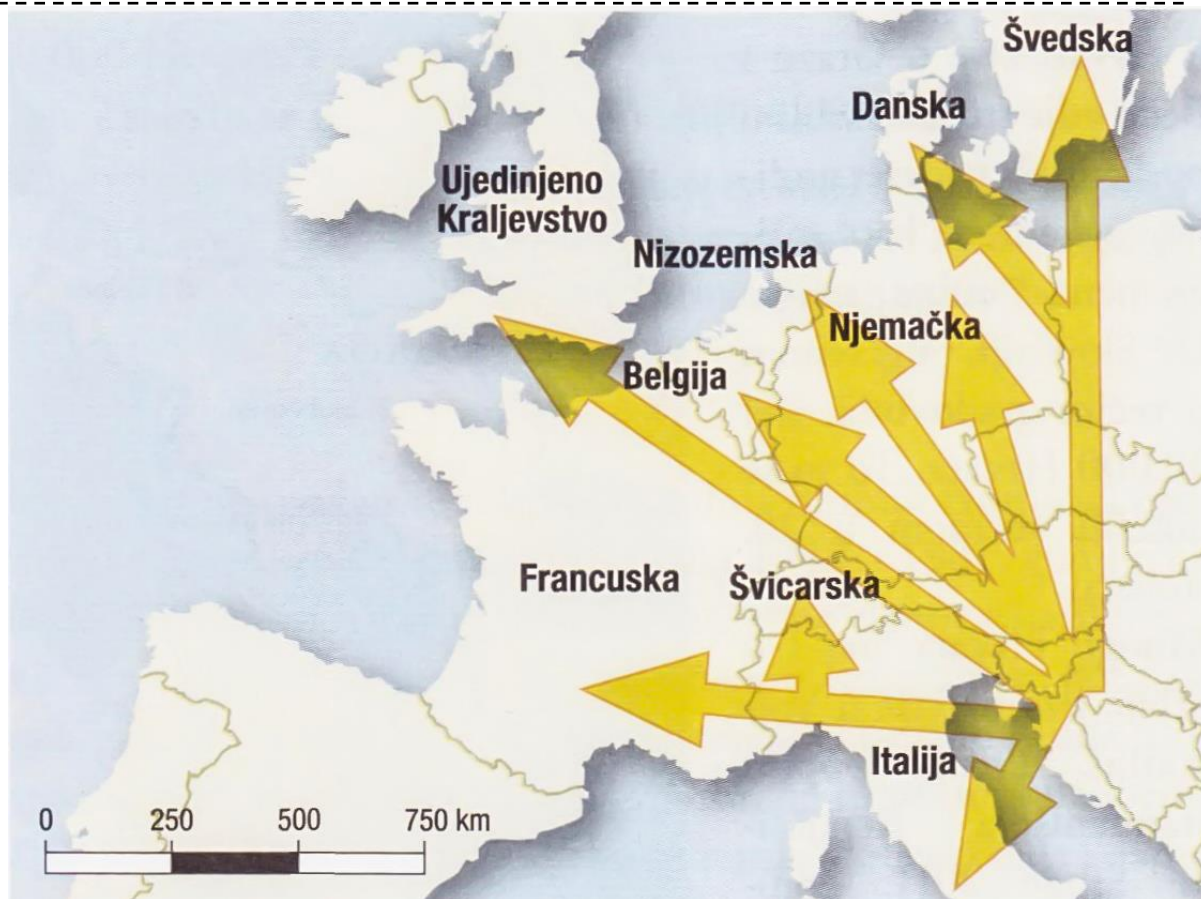 Švedska
Danska
Ujedinjeno
Kraljevstvo
Nizozemska
Njemačka
Belgija
Francuska
Švicarska
Italija
0 250 500 750 km